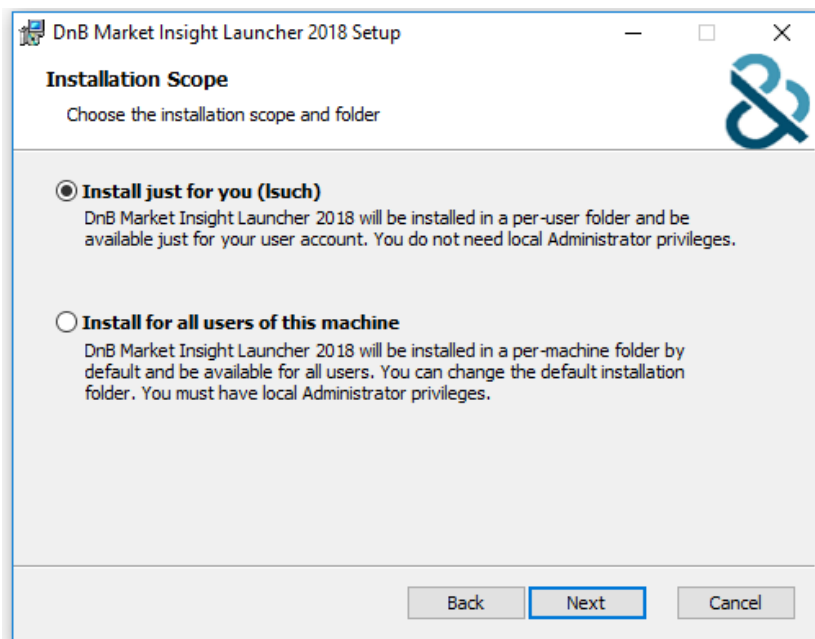 DnB Market Insight Launcher 2018 Setup
Installation Scope
Choose the installation scope and folder
Install just for you (lsuch)
DnB Market Insight Launcher 2018 will be installed in a per-user folder and be
available just for your user account. You do not need local Administrator privileges.
Install for all users of this machine
DnB Market Insight Launcher 2018 will be installed in a per-machine folder by
default and be available for all users. You can change the default installation
folder. You must have local Administrator privileges.
Back Next Cancel